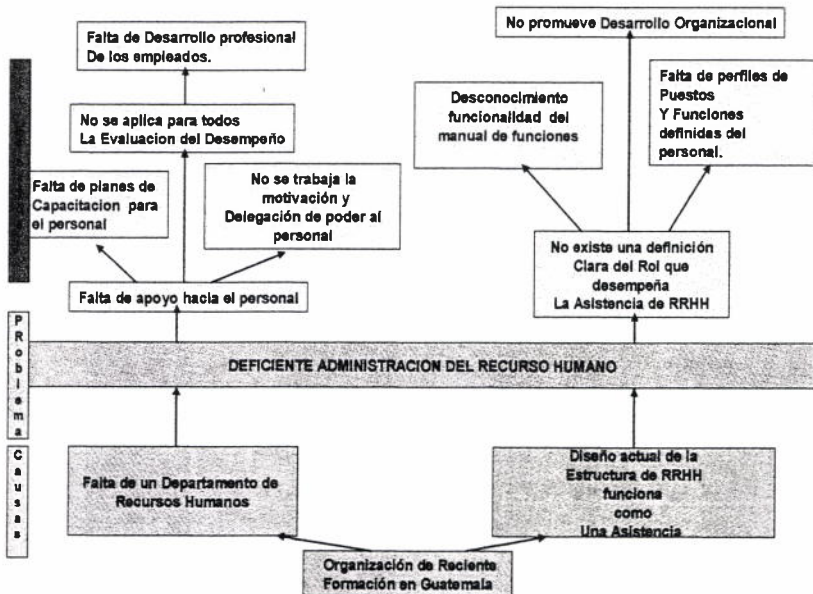 No promueve Desarrollo Organizacional
Falta de Desarrollo profesional
De los empleados.
No se aplica para todos
La Evaluacion del Desempeño
Desconocimiento
funcionalidad del
manual de funciones
Falta de perfiles de
Puestos
Y Funciones
definidas del
personal.
Falta de planes de
Capacitacion para
el personal
No se trabaja la
motivación y
Delegación de poder al
personal
No existe una definición
Clara del Rol que
desempeña
La Asistencia de RRHH
Falta de apoyo hacia el personal
PRoblema
DEFICIENTE ADMINISTRACION DEL RECURSO HUMANO
Causas
Falta de un Departamento de
Recursos Humanos
Diseño actual de la
Estructura de RRHH
funciona
como
Una Asistencia
Organización de Reciente
Formación en Guatemala